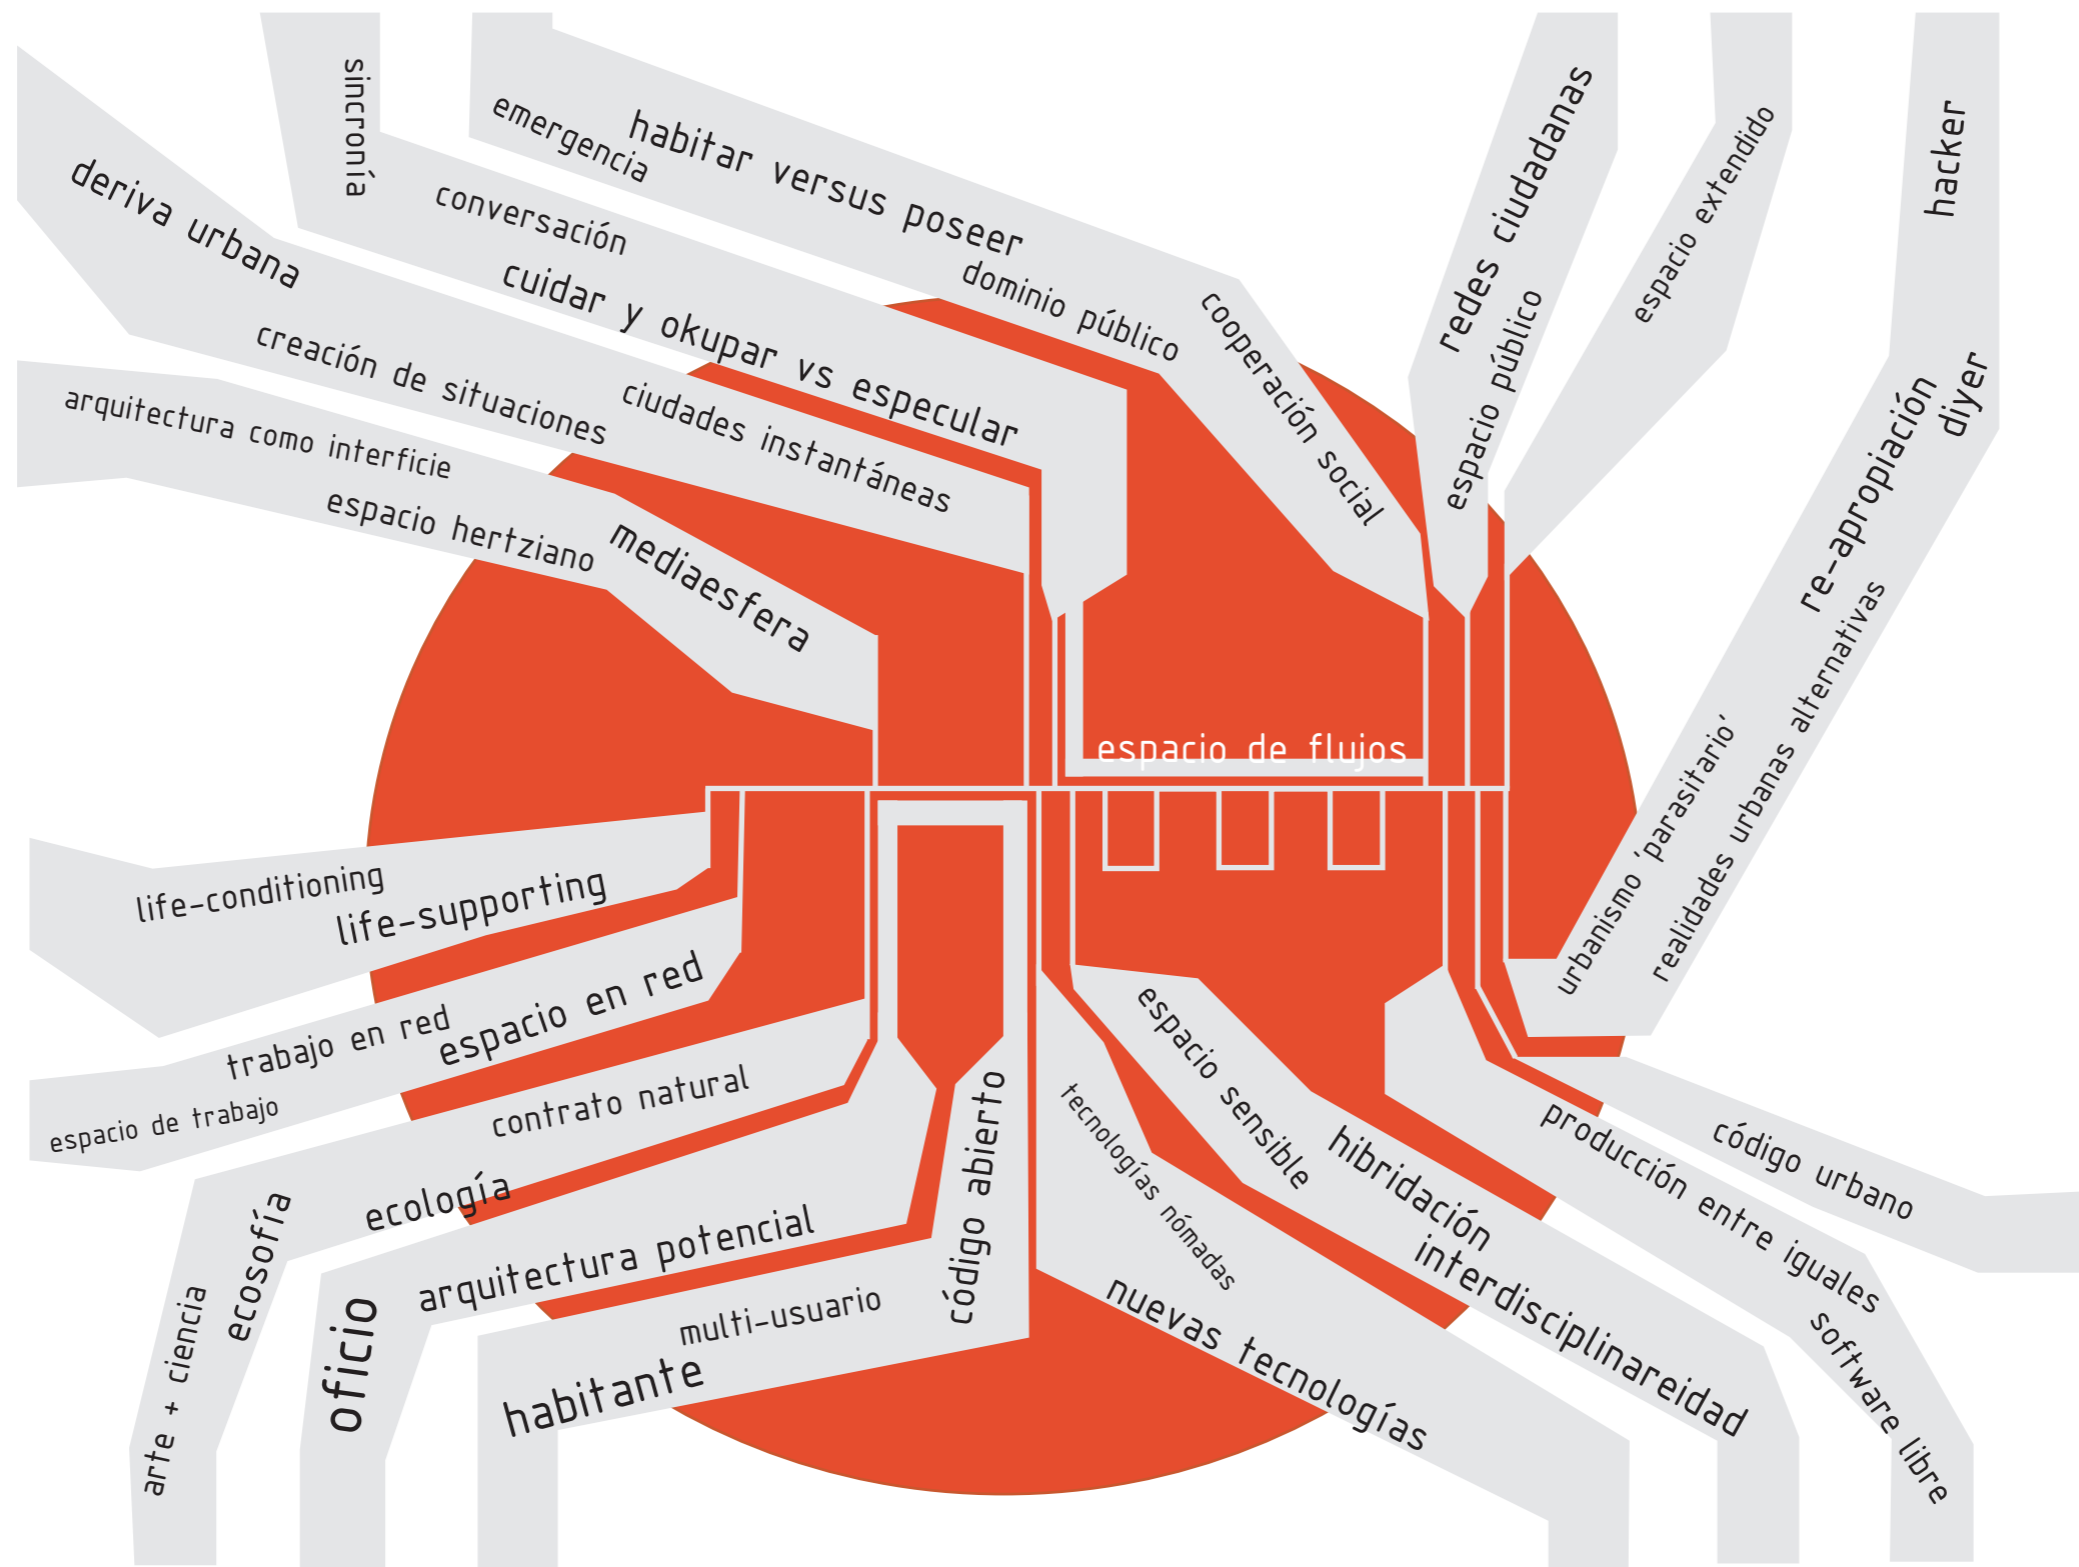 sincronía
emergencia
habitar versus poseer
dominio público
cooperación social
redes ciudadanas
espacio público
espacio extendido
hacker
diyer
re-apropiación
realidades urbanas alternativas
urbanismo 'parasitario'
deriva urbana
conversación
cuidar y okupar vs especular
creación de situaciones
ciudades instantáneas
arquitectura como interficie
espacio hertziano
mediaesfera
espacio de flujos
life-conditioning
life-supporting
trabajo en red
espacio en red
espacio de trabajo
contrato natural
ecología
ecosofía
arte + ciencia
oficio
arquitectura potencial
código abierto
multi-usuario
habitante
tecnologías nómadas
nuevas tecnologías
espacio sensible
hibridación
interdisciplinareidad
producción entre iguales
software libre
código urbano